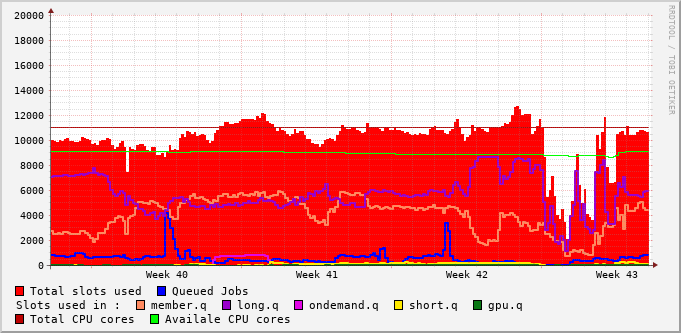 20000
18000
16000
14000
12000
10000
8000
6000
4000
2000
0
Week 40 Week 41 Week 42 Week 43
RRDTOOL / TOBI OETIKER
Total slots used Queued Jobs
Slots used in : member.q long.q ondemand.q short.q gpu.q
Total CPU cores Availale CPU cores